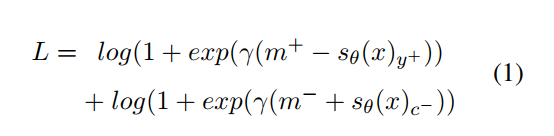 L = log(1 + exp(γ(m⁺ − s_θ(x)_{y⁺}))
+ log(1 + exp(γ(m⁻ + s_θ(x)_{c⁻}))
(1)